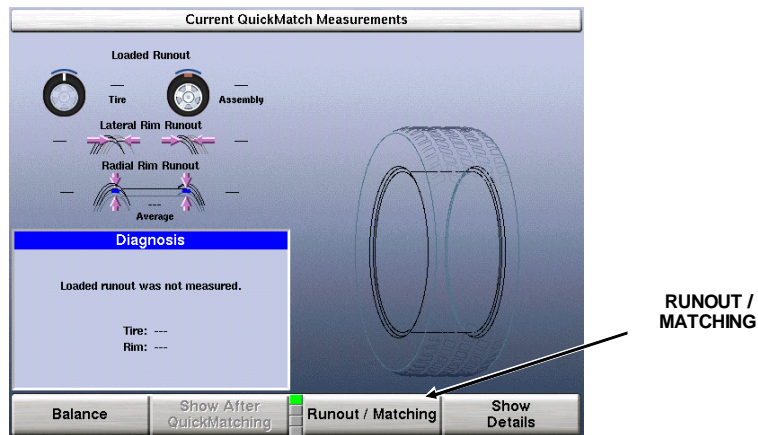 Current QuickMatch Measurements
Loaded Runout
Tire
Assembly
Lateral Rim Runout
Radial Rim Runout
---
Average
Diagnosis
Loaded runout was not measured.
Tire: ---
Rim: ---
Balance
Show After
QuickMatching
Runout / Matching
Show
Details
RUNOUT /
MATCHING